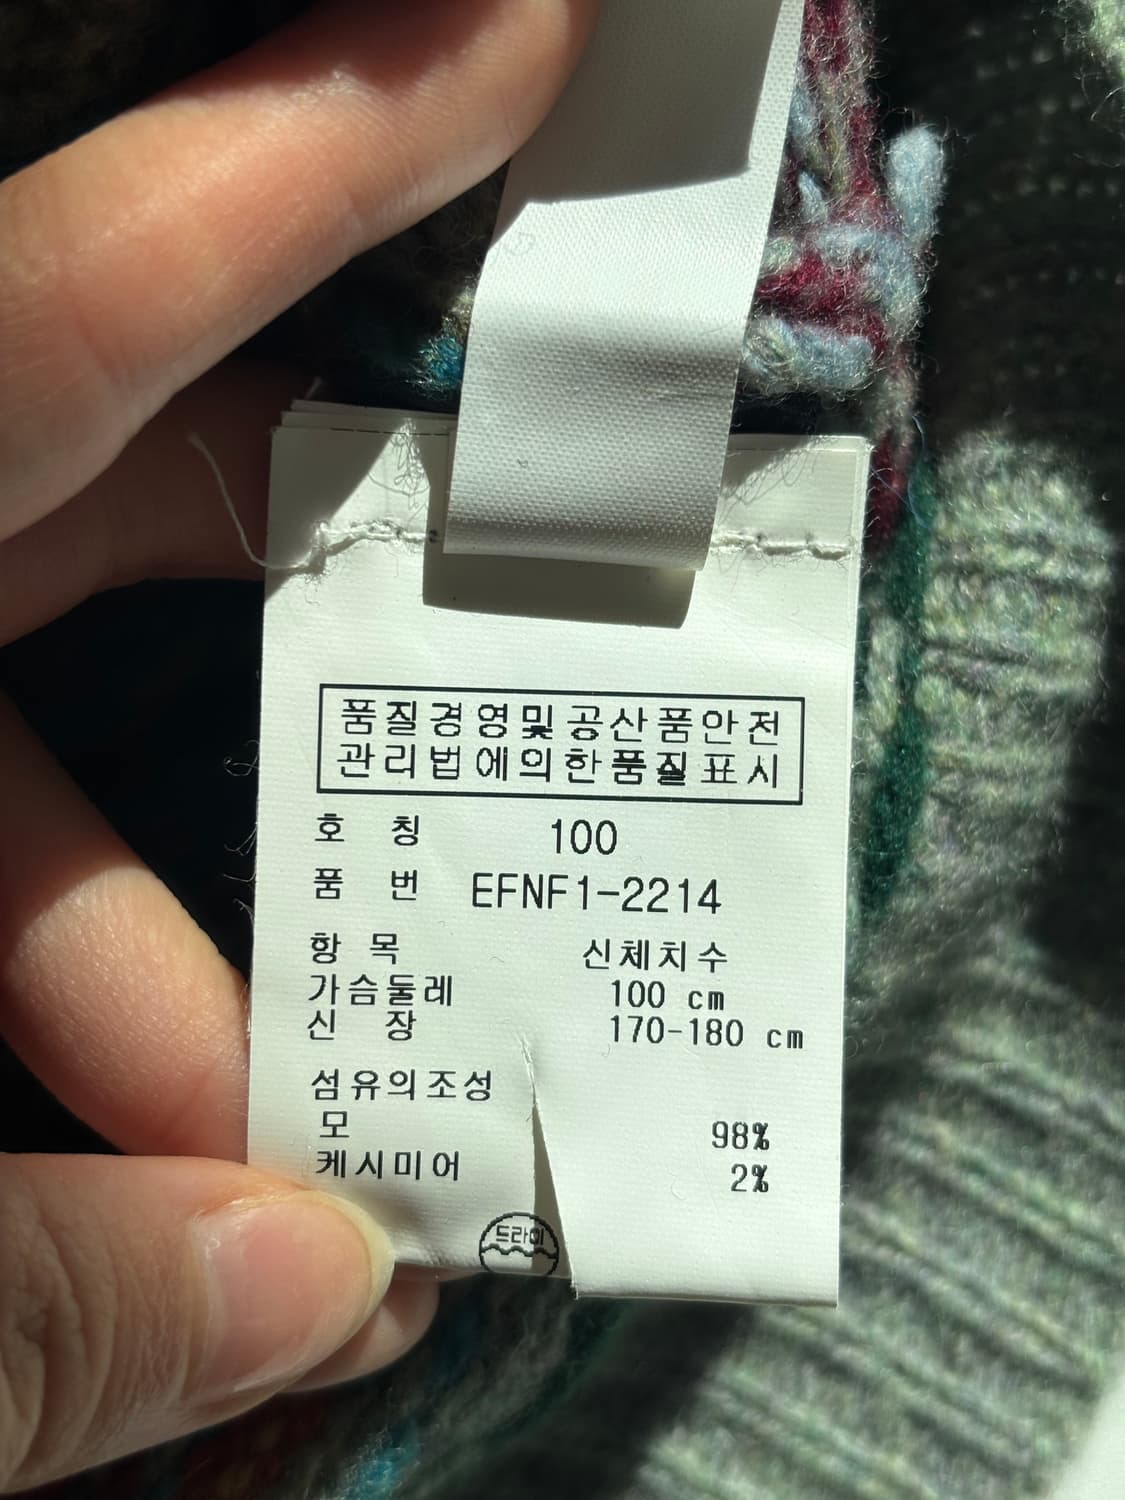 품질경영및공산품안전
관리법에의한품질표시
호 칭 100
품 번 EFNF1-2214
항 목 신체치수
가슴둘레 100 cm
신 장 170-180 cm
섬유의조성
모 98%
케시미어 2%
드라이